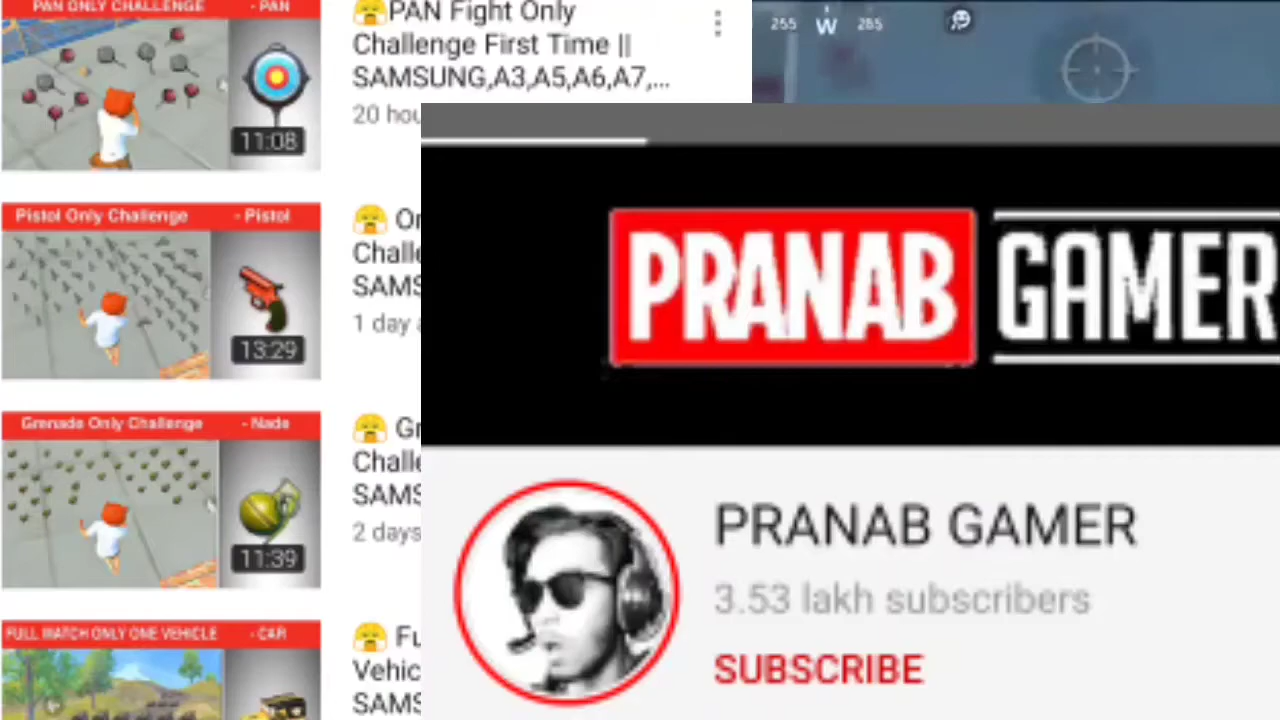 PAN ONLY CHALLENGE - PAN
11:08
😤PAN Fight Only
Challenge First Time ||
SAMSUNG,A3,A5,A6,A7,...
20 hou
255 W 285
Pistol Only Challenge - Pistol
13:29
😤 Or
Challe
SAMS
1 day a
Grenade Only Challenge - Nade
11:39
😤 Gr
Challe
SAMS
2 days
FULL MATCH ONLY ONE VEHICLE - CAR
😤 Fu
Vehic
SAMS
PRANAB GAMER
PRANAB GAMER
3.53 lakh subscribers
SUBSCRIBE